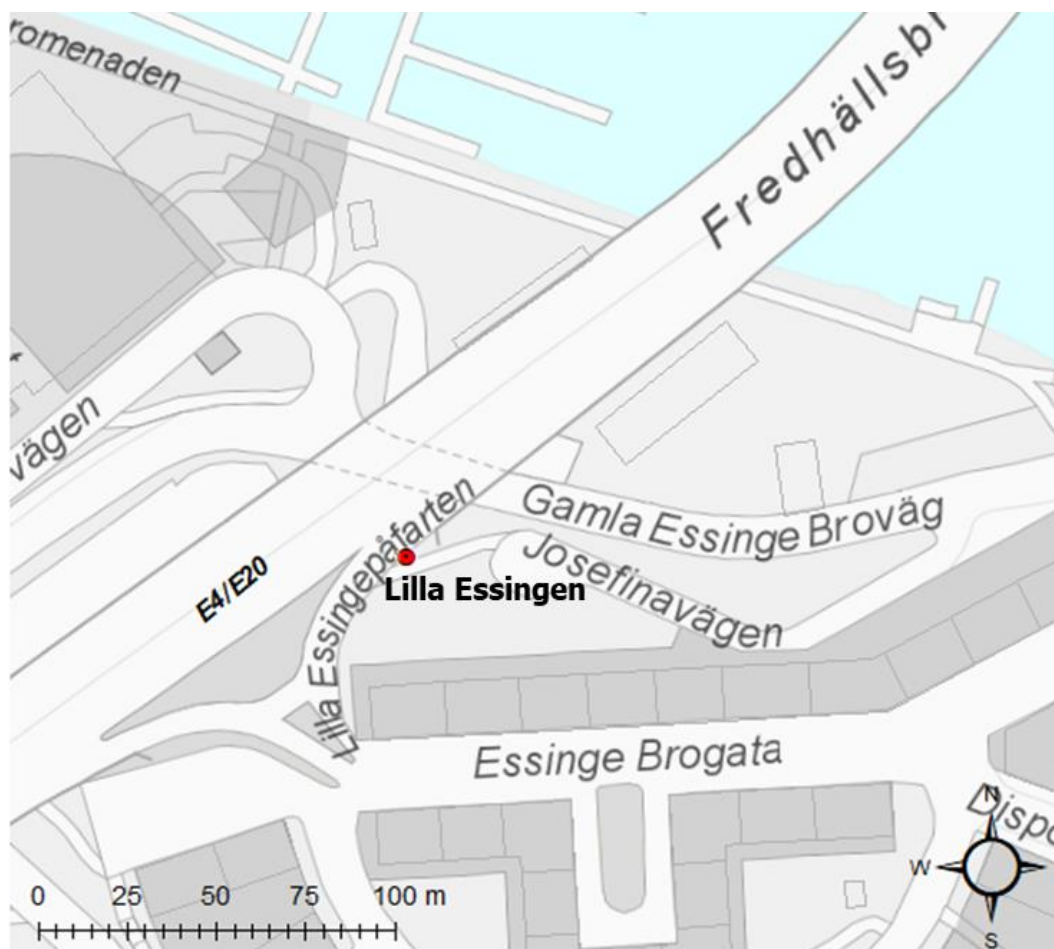 romenaden
Fredhällsbr
vägen
Gamla Essinge Broväg
Lilla Essingepåfarten
Josefinavägen
E4/E20
Lilla Essingen
Essinge Brogata
Dispo
N
W
S
0 25 50 75 100 m